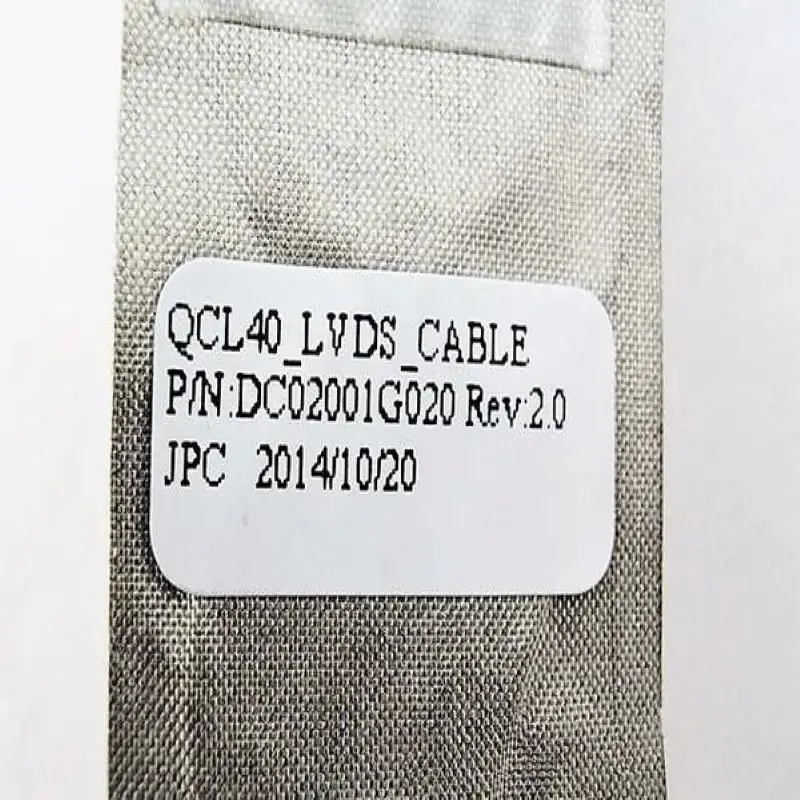 QCL40_LVDS_CABLE
P/N:DC02001G020 Rev:2.0
JPC 2014/10/20